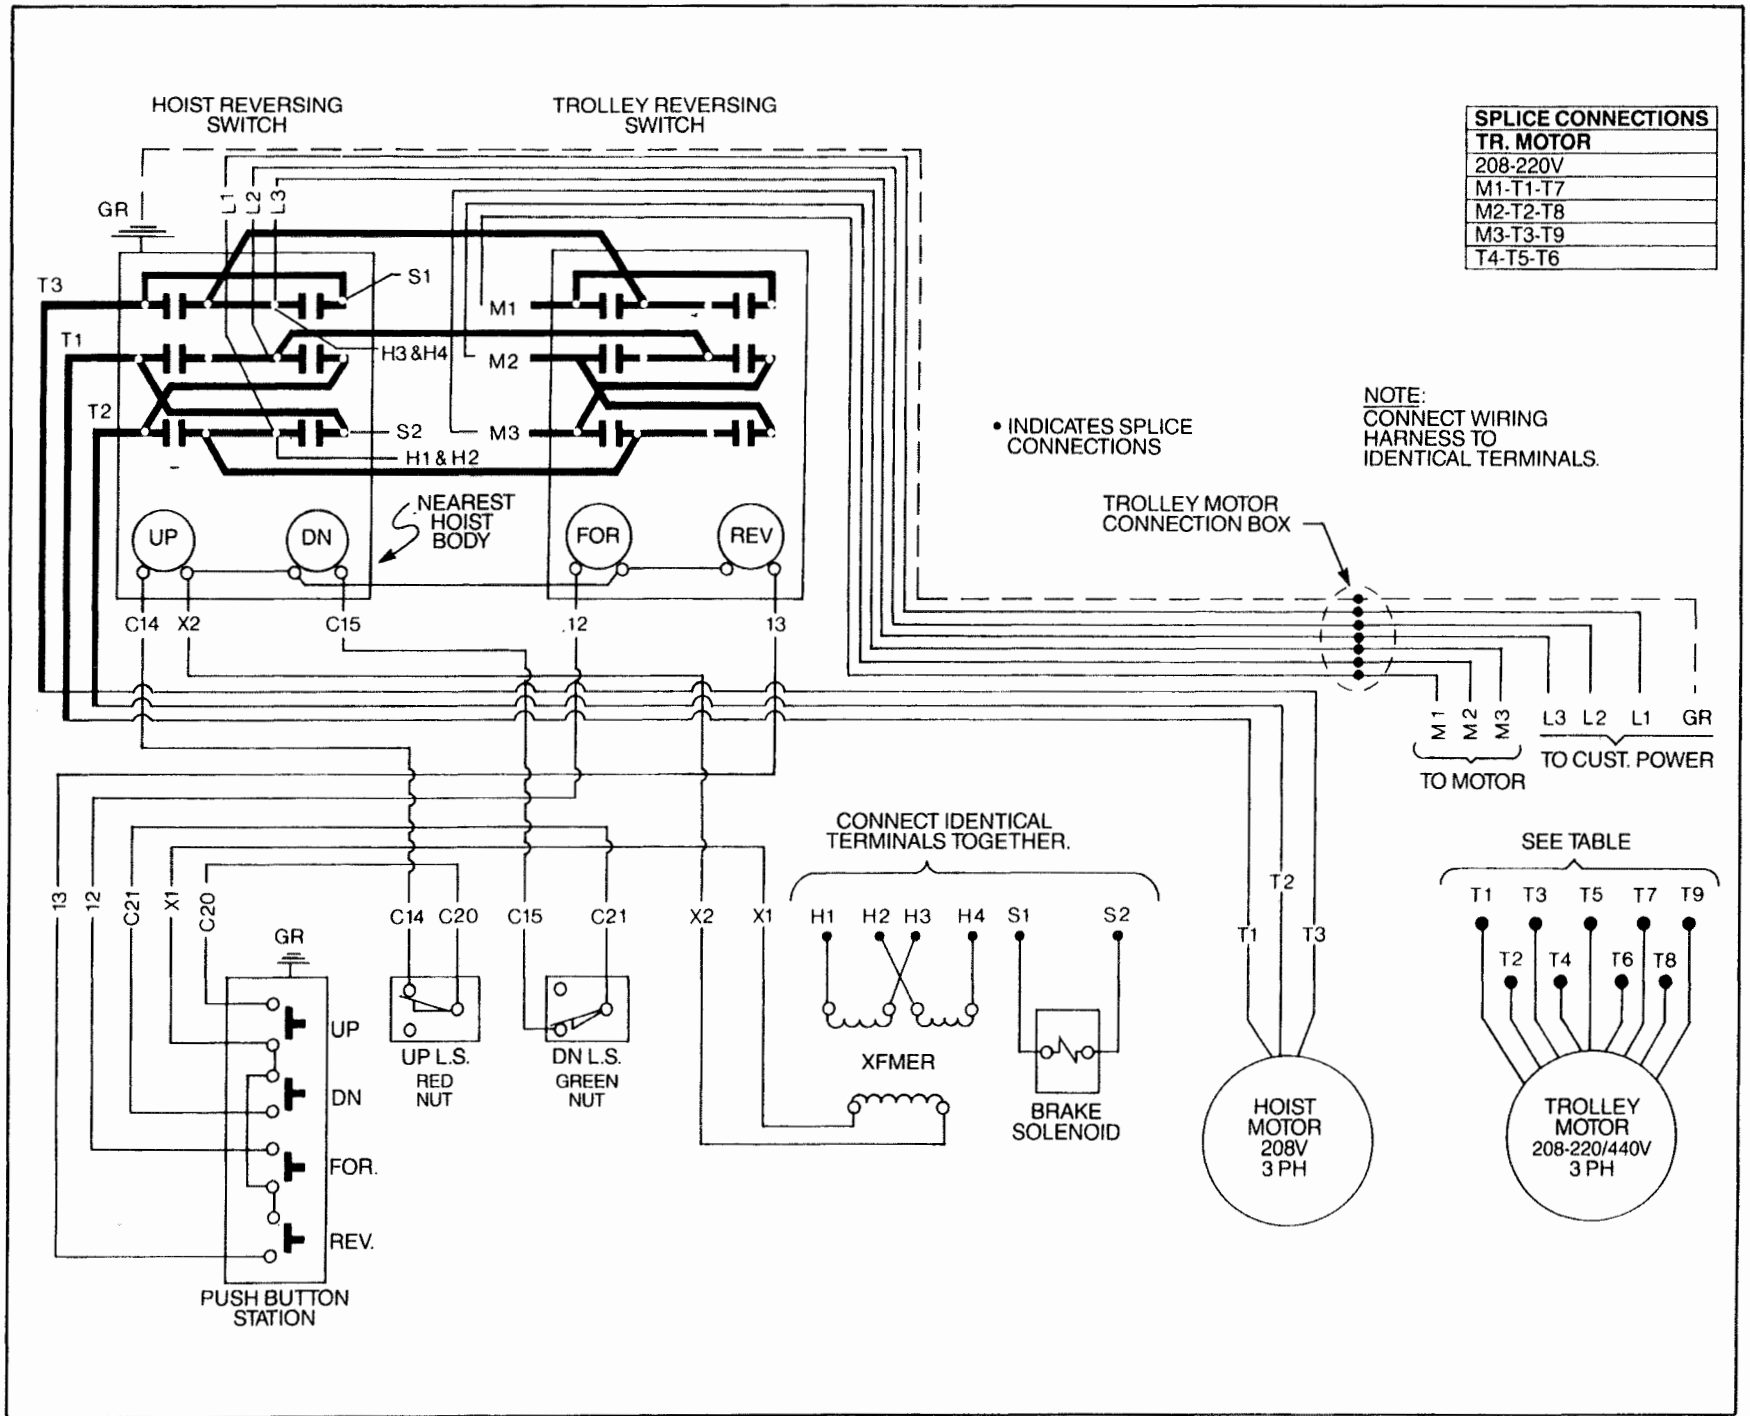 HOIST REVERSING
SWITCH
TROLLEY REVERSING
SWITCH
SPLICE CONNECTIONS
TR. MOTOR
208-220V
M1-T1-T7
M2-T2-T8
M3-T3-T9
T4-T5-T6
L1
L2
L3
GR
T3
S1
M1
T1
H3 & H4
M2
T2
S2
M3
H1 & H2
• INDICATES SPLICE
CONNECTIONS
NOTE:
CONNECT WIRING
HARNESS TO
IDENTICAL TERMINALS.
TROLLEY MOTOR
CONNECTION BOX
NEAREST
HOIST
BODY
UP
DN
FOR
REV
C14
X2
C15
12
13
M1
M2
M3
L3
L2
L1
GR
TO MOTOR
TO CUST. POWER
CONNECT IDENTICAL
TERMINALS TOGETHER.
SEE TABLE
13
12
C21
X1
C20
C14
C20
C15
C21
X2
X1
H1
H2
H3
H4
S1
S2
T1
T2
T3
T1
T3
T5
T7
T9
T2
T4
T6
T8
GR
UP
DN
FOR.
REV.
PUSH BUTTON
STATION
UP L.S.
RED
NUT
DN L.S.
GREEN
NUT
XFMER
BRAKE
SOLENOID
HOIST
MOTOR
208V
3 PH
TROLLEY
MOTOR
208-220/440V
3 PH